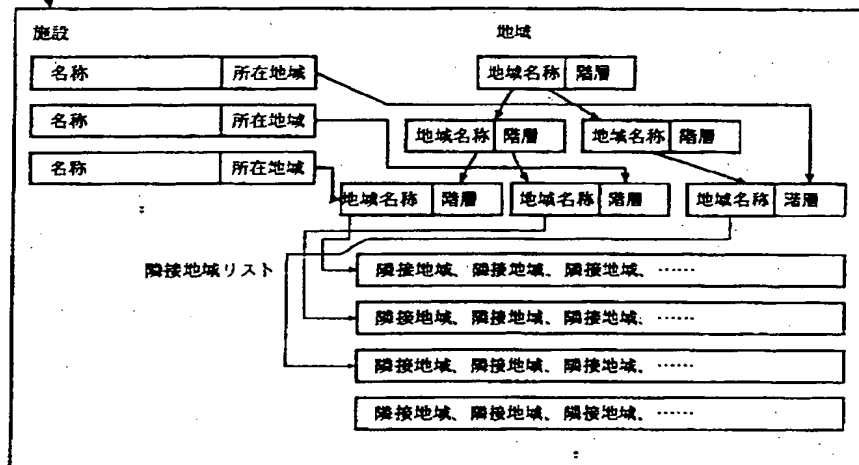 施設
地域
名称 所在地域
地域名称 階層
名称 所在地域
地域名称 階層 地域名称 階層
名称 所在地域
地域名称 階層 地域名称 階層 地域名称 階層
:
隣接地域リスト
隣接地域、隣接地域、隣接地域、……
隣接地域、隣接地域、隣接地域、……
隣接地域、隣接地域、隣接地域、……
隣接地域、隣接地域、隣接地域、……
: